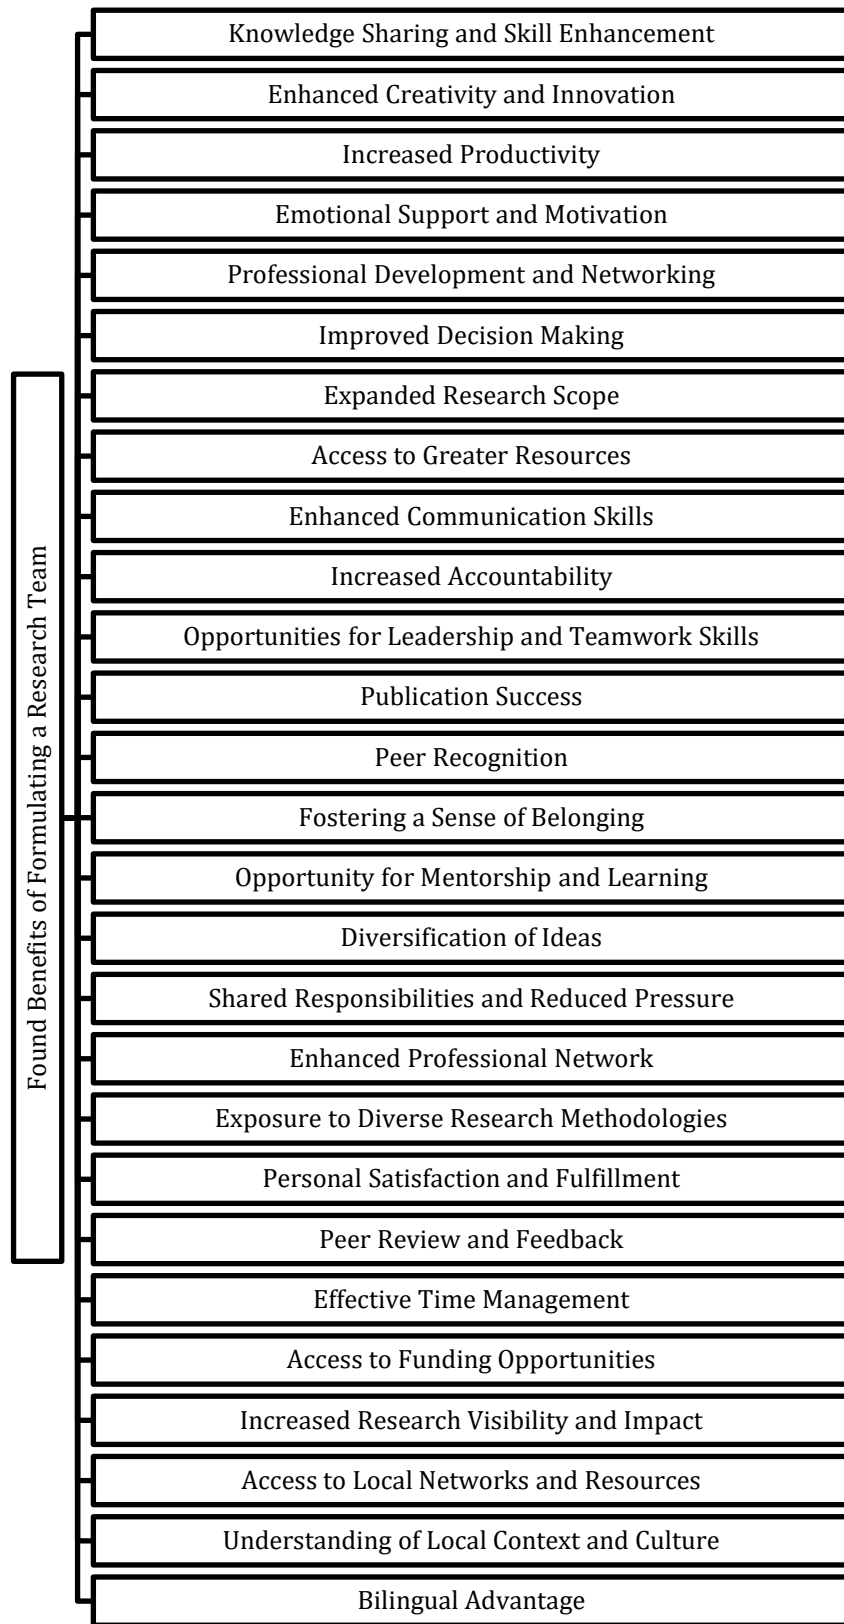 Found Benefits of Formulating a Research Team
Knowledge Sharing and Skill Enhancement
Enhanced Creativity and Innovation
Increased Productivity
Emotional Support and Motivation
Professional Development and Networking
Improved Decision Making
Expanded Research Scope
Access to Greater Resources
Enhanced Communication Skills
Increased Accountability
Opportunities for Leadership and Teamwork Skills
Publication Success
Peer Recognition
Fostering a Sense of Belonging
Opportunity for Mentorship and Learning
Diversification of Ideas
Shared Responsibilities and Reduced Pressure
Enhanced Professional Network
Exposure to Diverse Research Methodologies
Personal Satisfaction and Fulfillment
Peer Review and Feedback
Effective Time Management
Access to Funding Opportunities
Increased Research Visibility and Impact
Access to Local Networks and Resources
Understanding of Local Context and Culture
Bilingual Advantage